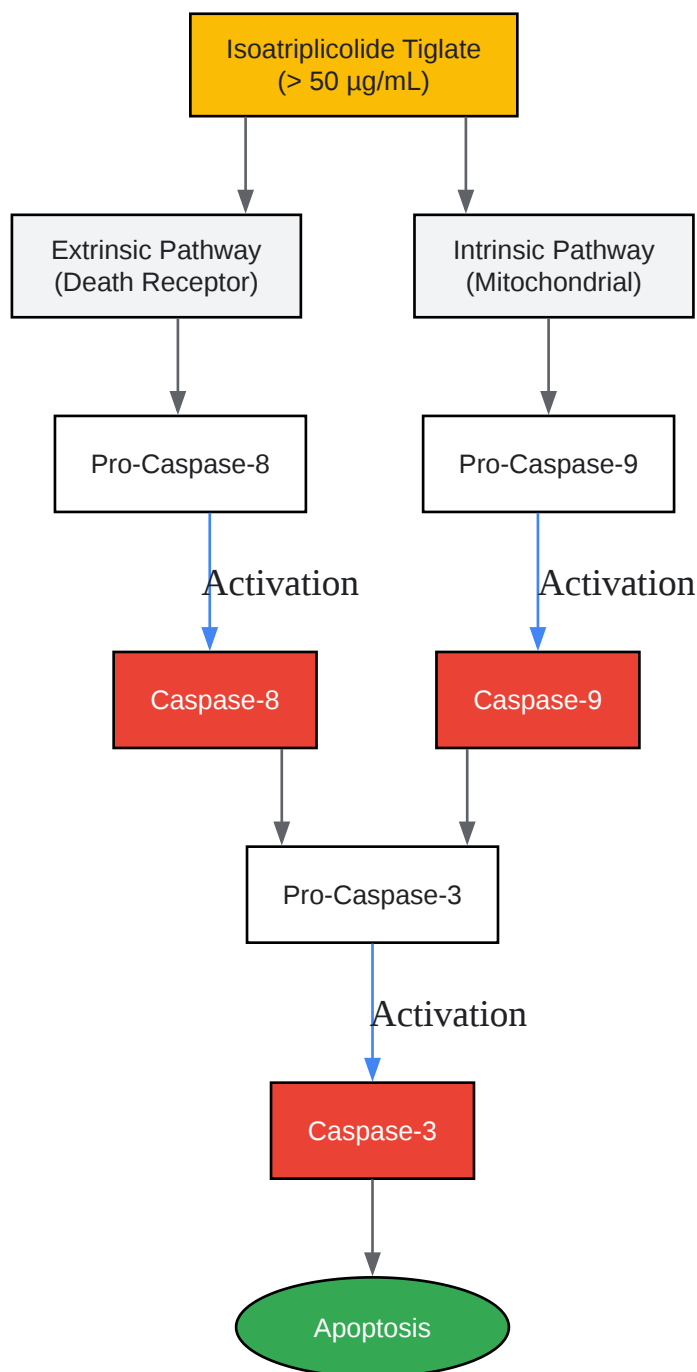 Isoatriplicolide Tiglate
(> 50 µg/mL)
Extrinsic Pathway
(Death Receptor)
Intrinsic Pathway
(Mitochondrial)
Pro-Caspase-8
Pro-Caspase-9
Activation
Activation
Caspase-8
Caspase-9
Pro-Caspase-3
Activation
Caspase-3
Apoptosis